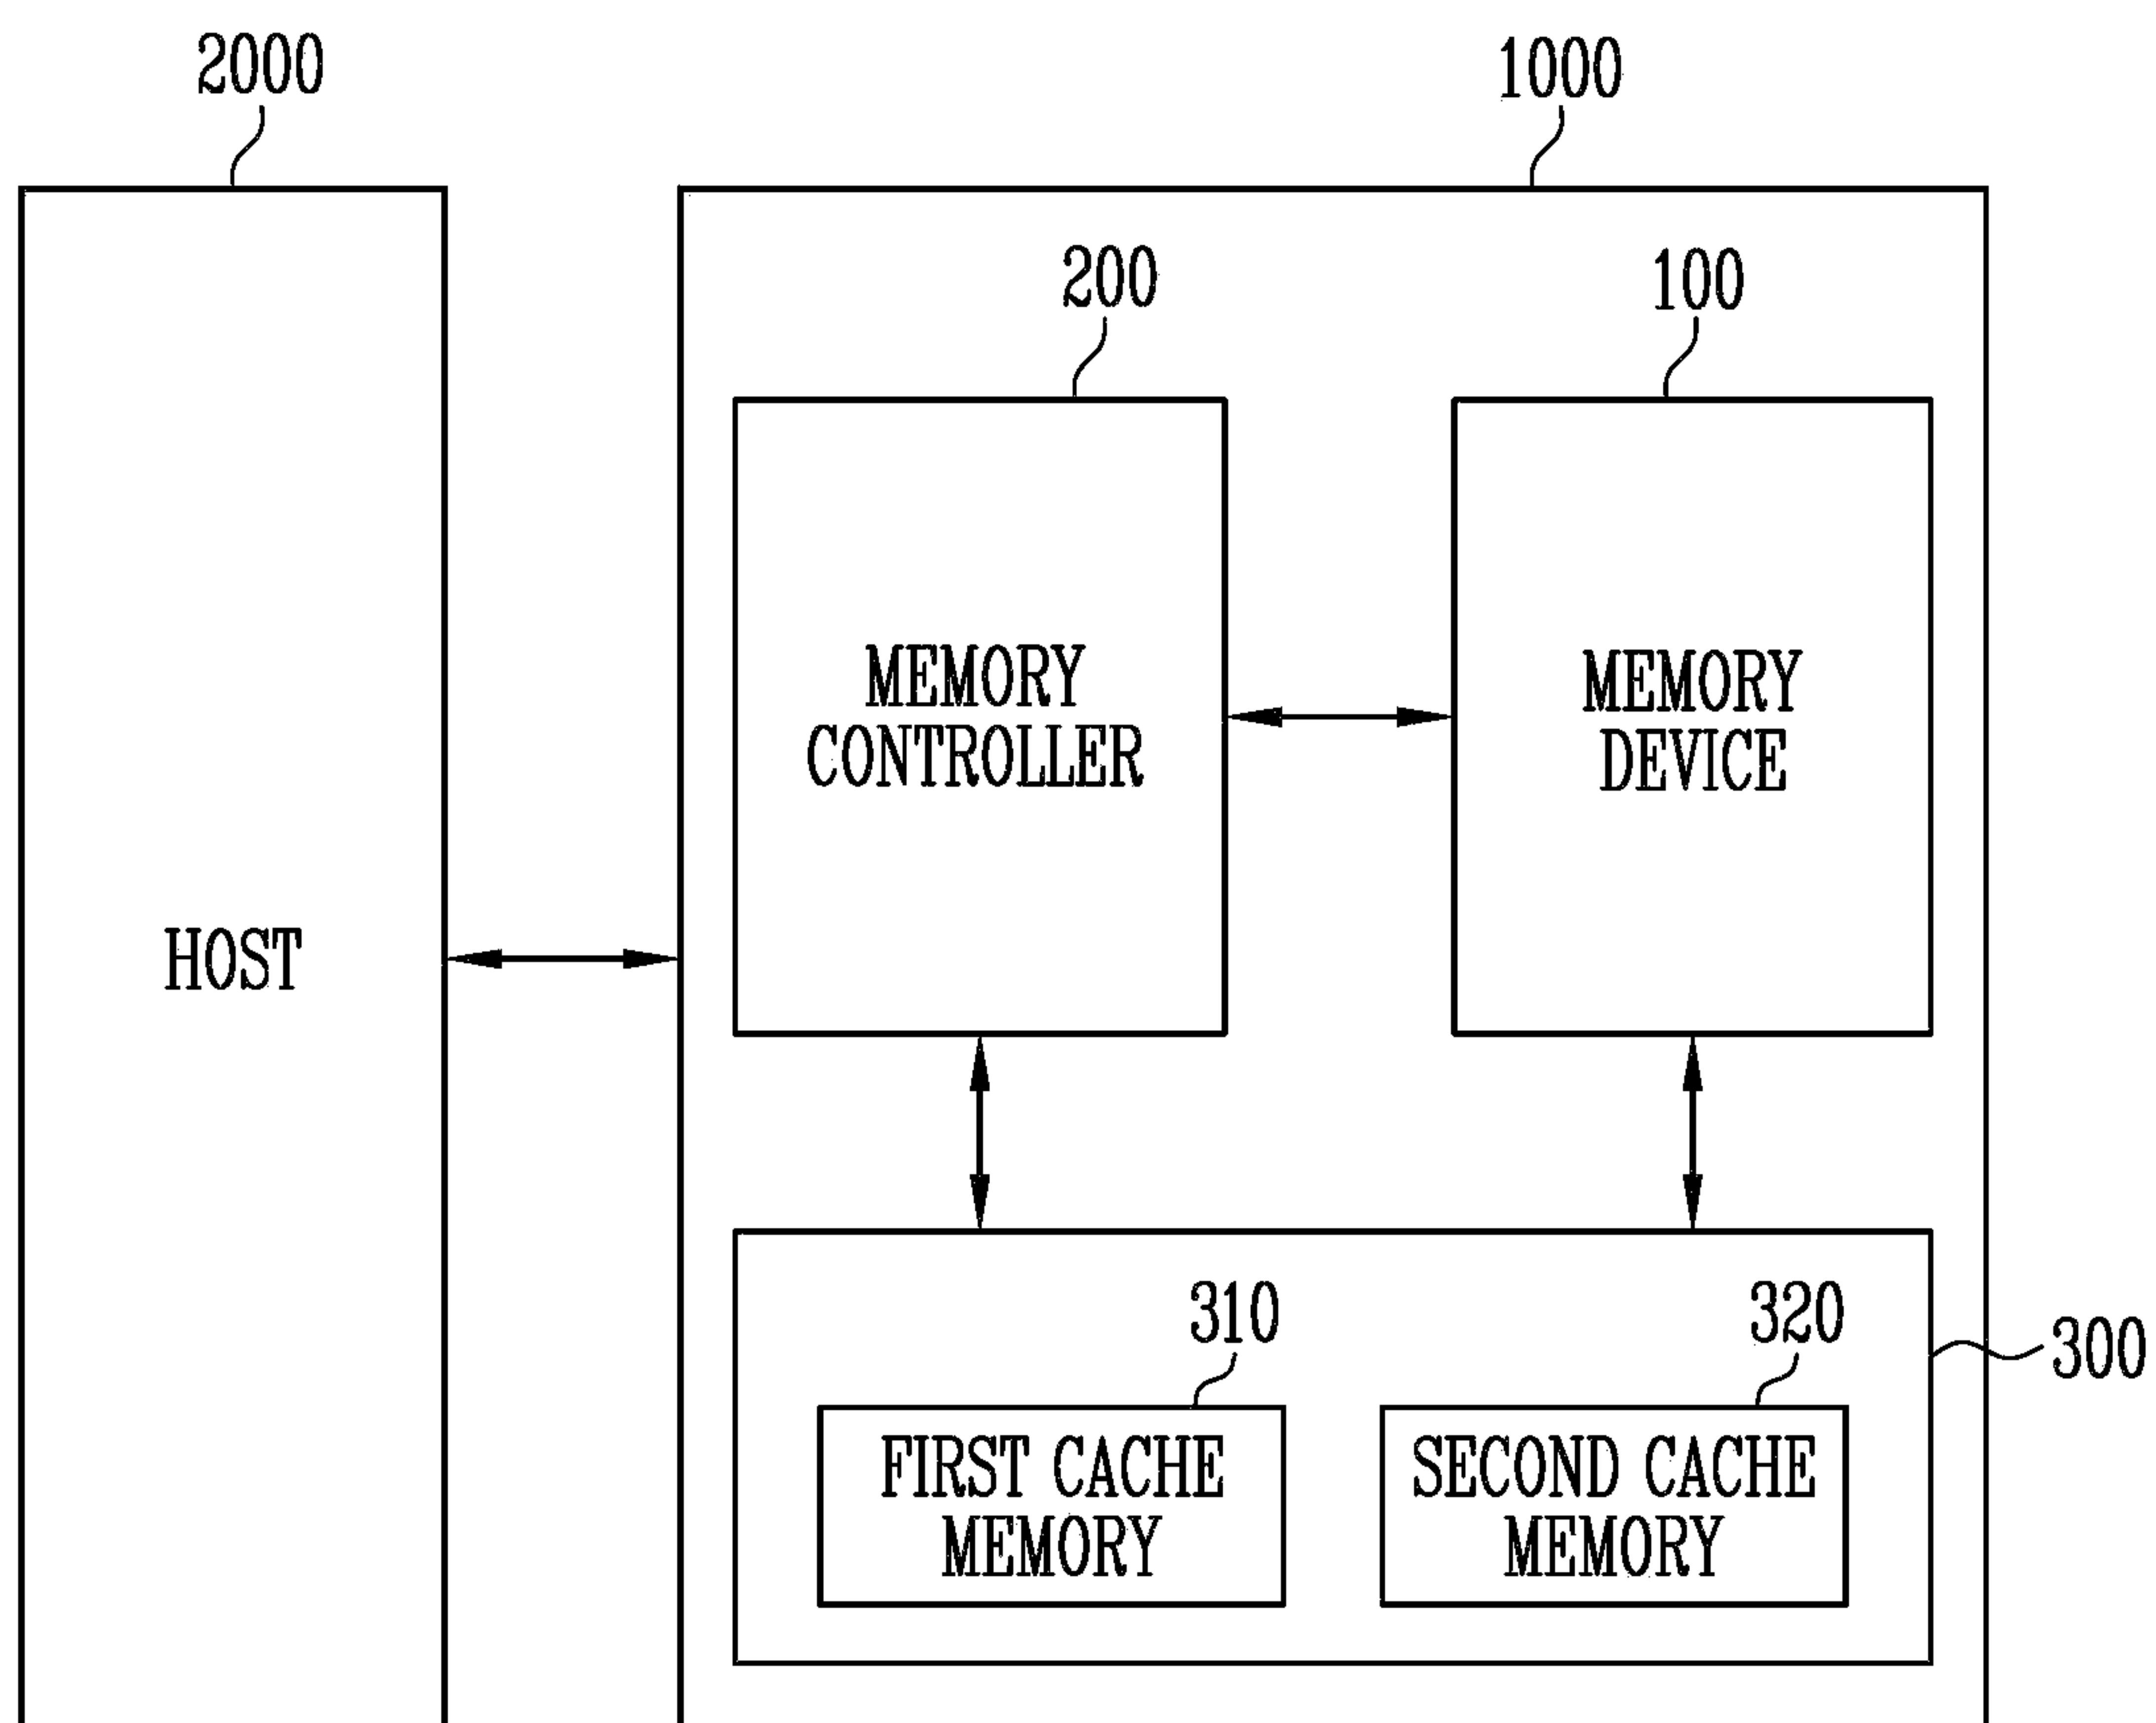 2000
1000
200
100
MEMORY
CONTROLLER
MEMORY
DEVICE
HOST
310
320
300
FIRST CACHE
MEMORY
SECOND CACHE
MEMORY